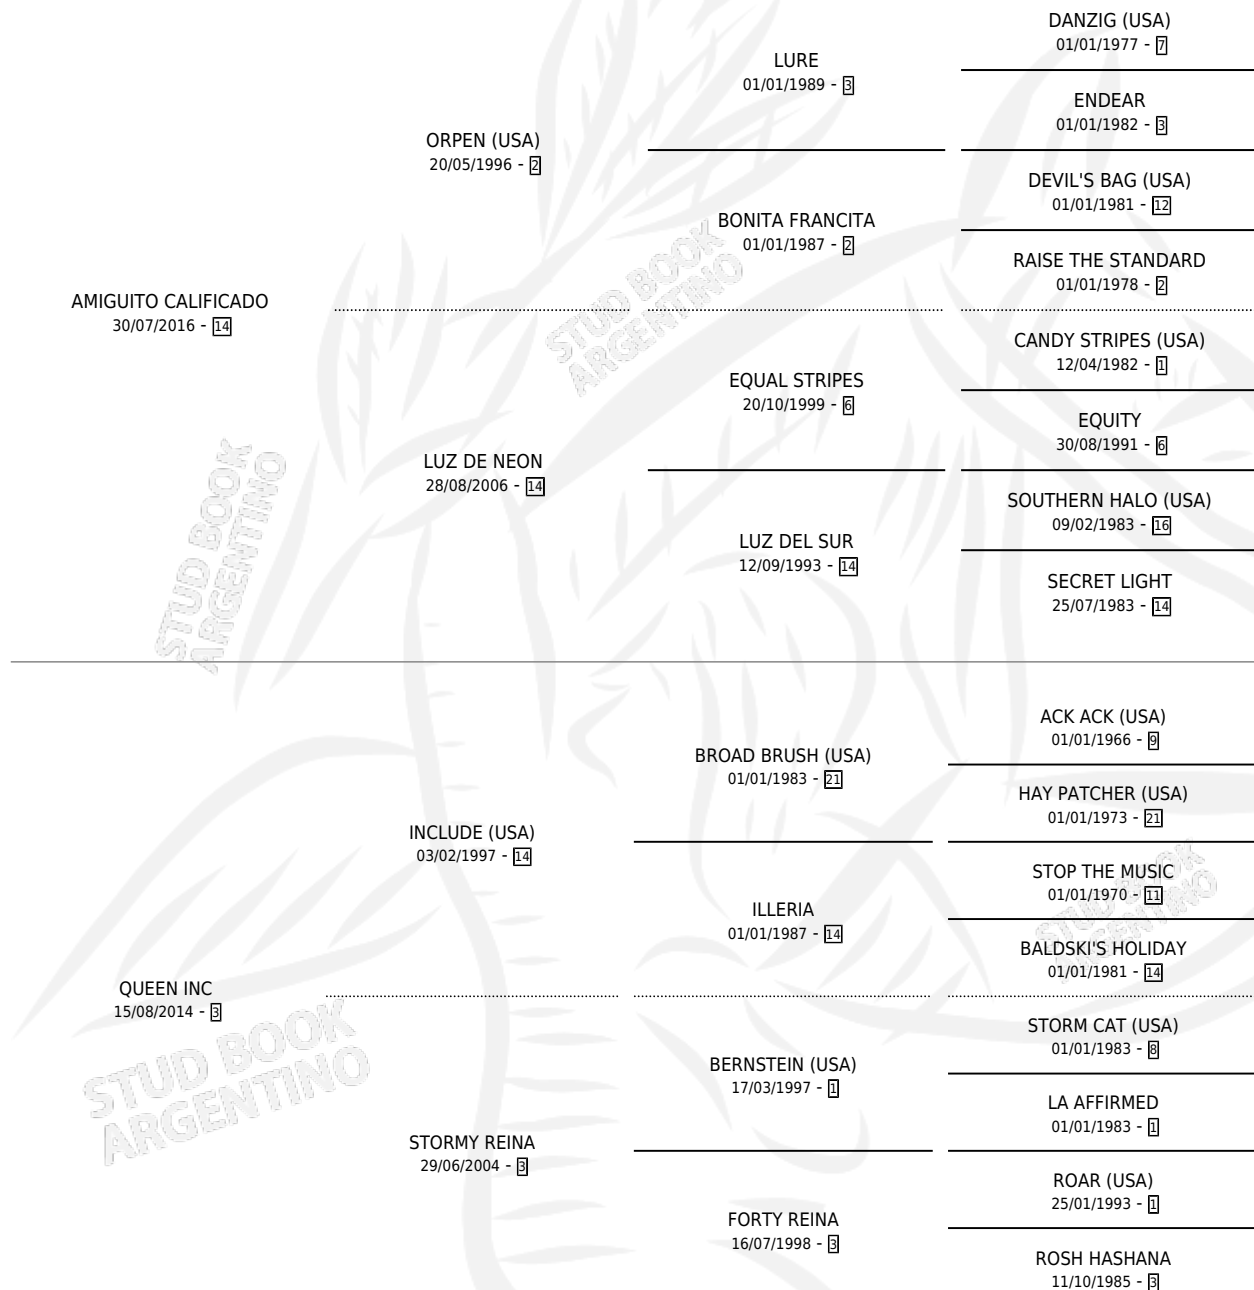 DANZIG (USA)
01/01/1977 - 7
LURE
01/01/1989 - 3
ENDEAR
01/01/1982 - 3
ORPEN (USA)
20/05/1996 - 2
DEVIL'S BAG (USA)
01/01/1981 - 12
BONITA FRANCITA
01/01/1987 - 2
RAISE THE STANDARD
01/01/1978 - 2
AMIGUITO CALIFICADO
30/07/2016 - 14
CANDY STRIPES (USA)
12/04/1982 - 1
EQUAL STRIPES
20/10/1999 - 6
EQUITY
30/08/1991 - 6
LUZ DE NEON
28/08/2006 - 14
SOUTHERN HALO (USA)
09/02/1983 - 16
LUZ DEL SUR
12/09/1993 - 14
SECRET LIGHT
25/07/1983 - 14
STUD BOOK
ARGENTINO
STUD BOOK
ARGENTINO
ACK ACK (USA)
01/01/1966 - 9
BROAD BRUSH (USA)
01/01/1983 - 21
HAY PATCHER (USA)
01/01/1973 - 21
INCLUDE (USA)
03/02/1997 - 14
STOP THE MUSIC
01/01/1970 - 11
ILLERIA
01/01/1987 - 14
BALDSKI'S HOLIDAY
01/01/1981 - 14
QUEEN INC
15/08/2014 - 3
STORM CAT (USA)
01/01/1983 - 8
BERNSTEIN (USA)
17/03/1997 - 1
LA AFFIRMED
01/01/1983 - 1
STORMY REINA
29/06/2004 - 3
ROAR (USA)
25/01/1993 - 1
FORTY REINA
16/07/1998 - 3
ROSH HASHANA
11/10/1985 - 3
STUD BOOK
ARGENTINO
STUD BOOK
ARGENTINO